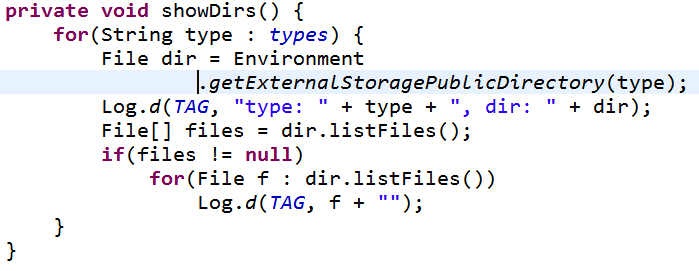 private void showDirs() {
    for(String type : types) {
        File dir = Environment
                .getExternalStoragePublicDirectory(type);
        Log.d(TAG, "type: " + type + ", dir: " + dir);
        File[] files = dir.listFiles();
        if(files != null)
            for(File f : dir.listFiles())
                Log.d(TAG, f + "");
    }
}